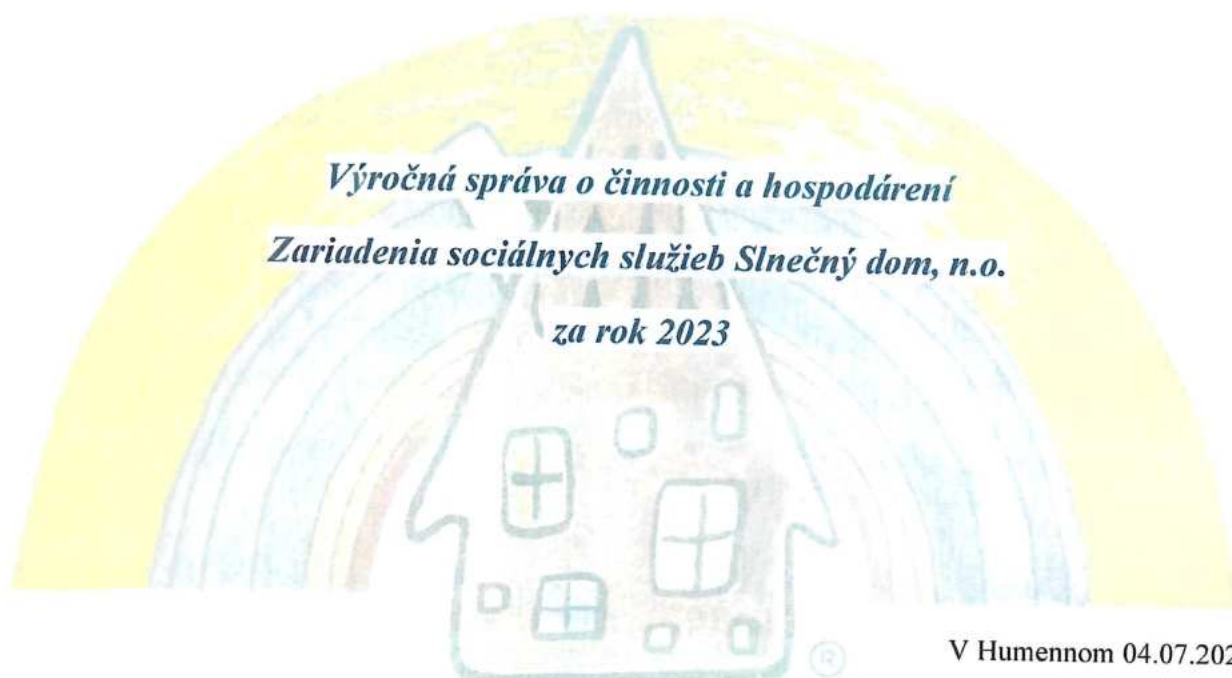 Výročná správa o činnosti a hospodárení
Zariadenia sociálnych služieb Slnečný dom, n.o.
za rok 2023
V Humennom